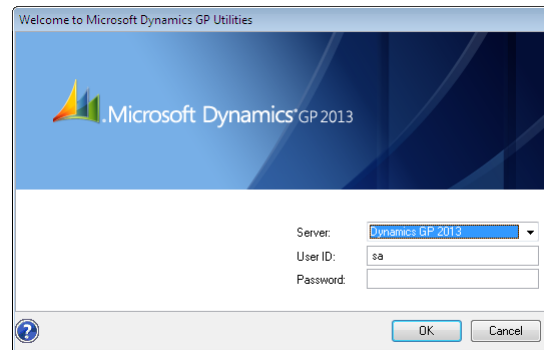 Welcome to Microsoft Dynamics GP Utilities
Microsoft Dynamics® GP 2013
Server: Dynamics GP 2013
User ID: sa
Password:
? OK Cancel